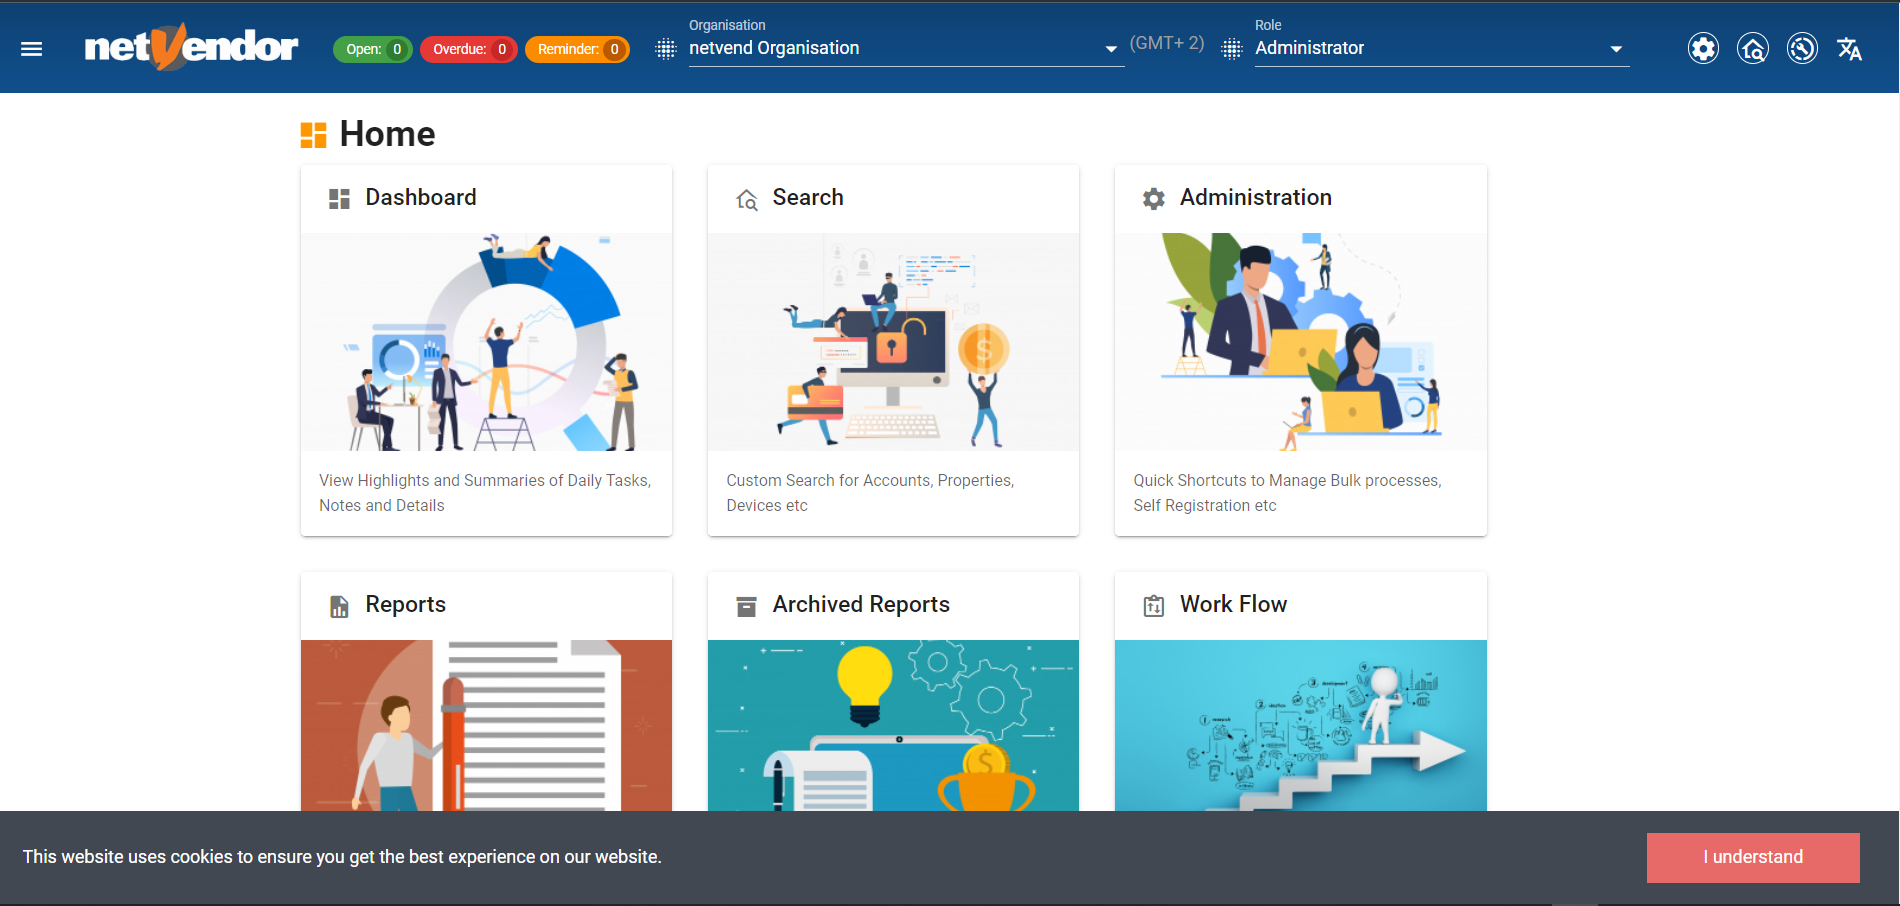 netVendor
Open: 0
Overdue: 0
Reminder: 0
Organisation
netvend Organisation
(GMT+ 2)
Role
Administrator
Home
Dashboard
Search
Administration
View Highlights and Summaries of Daily Tasks,
Notes and Details
Custom Search for Accounts, Properties,
Devices etc
Quick Shortcuts to Manage Bulk processes,
Self Registration etc
Reports
Archived Reports
Work Flow
This website uses cookies to ensure you get the best experience on our website.
I understand